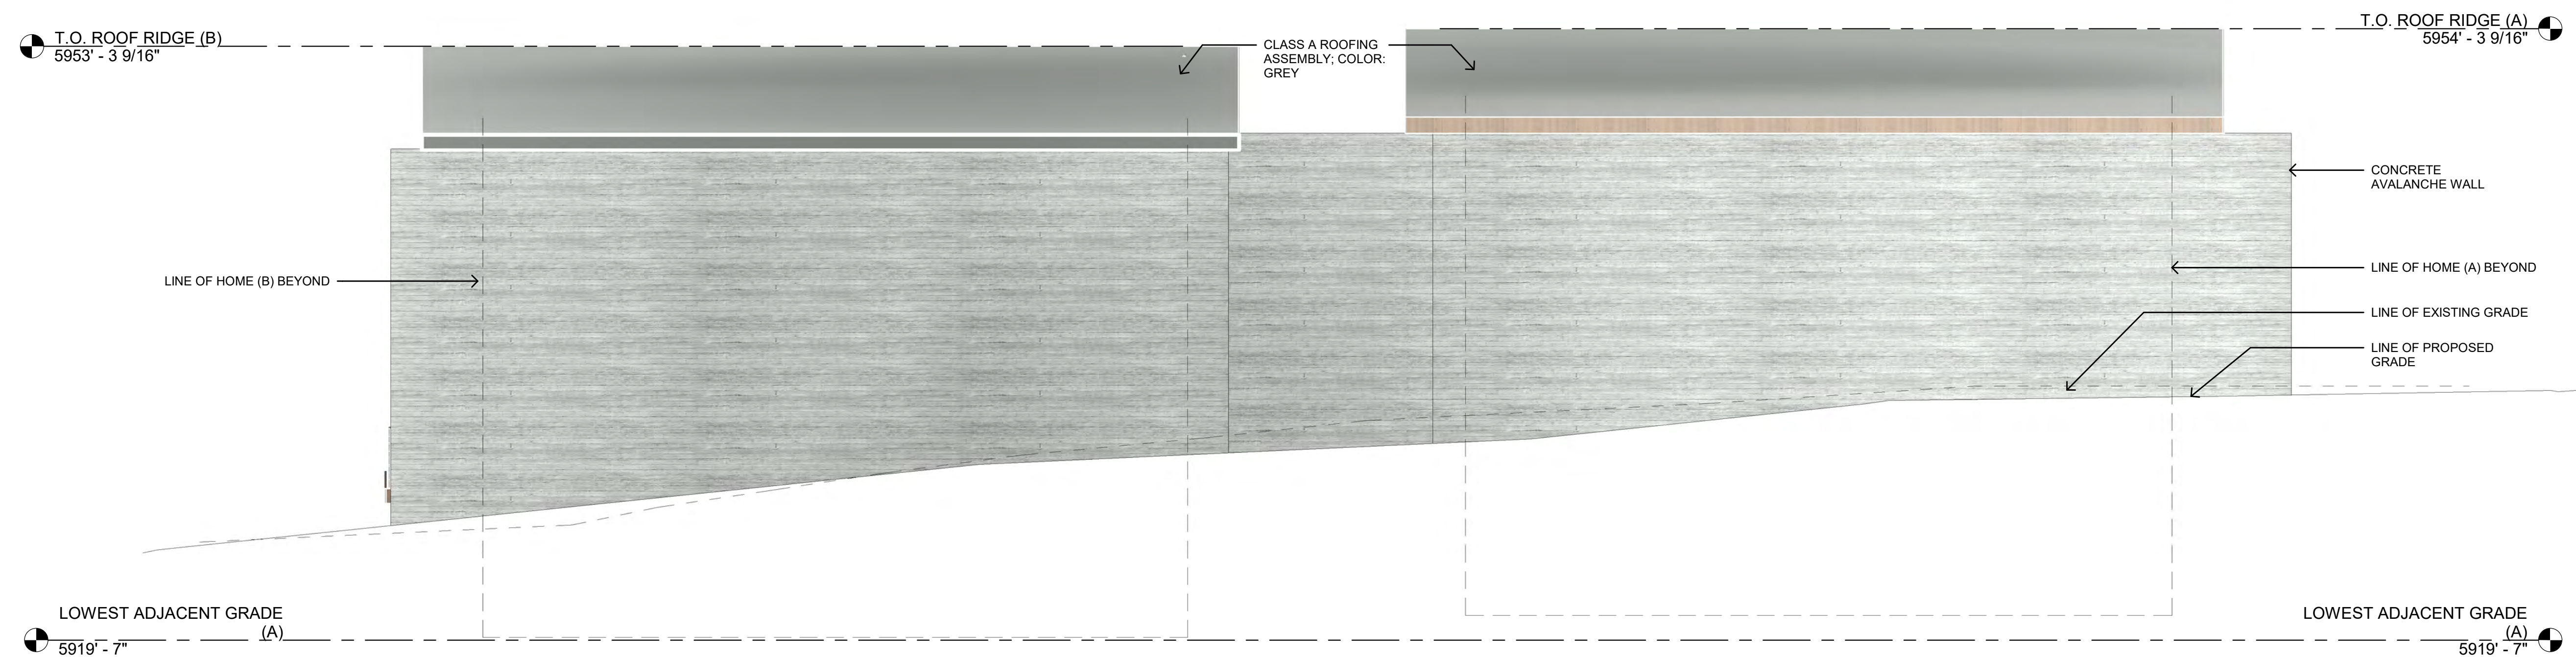 T.O. ROOF RIDGE (B)
5953' - 3 9/16"
CLASS A ROOFING
ASSEMBLY; COLOR:
GREY
T.O. ROOF RIDGE (A)
5954' - 3 9/16"
CONCRETE
AVALANCHE WALL
LINE OF HOME (B) BEYOND
LINE OF HOME (A) BEYOND
LINE OF EXISTING GRADE
LINE OF PROPOSED
GRADE
LOWEST ADJACENT GRADE
(A)
5919' - 7"
LOWEST ADJACENT GRADE
(A)
5919' - 7"